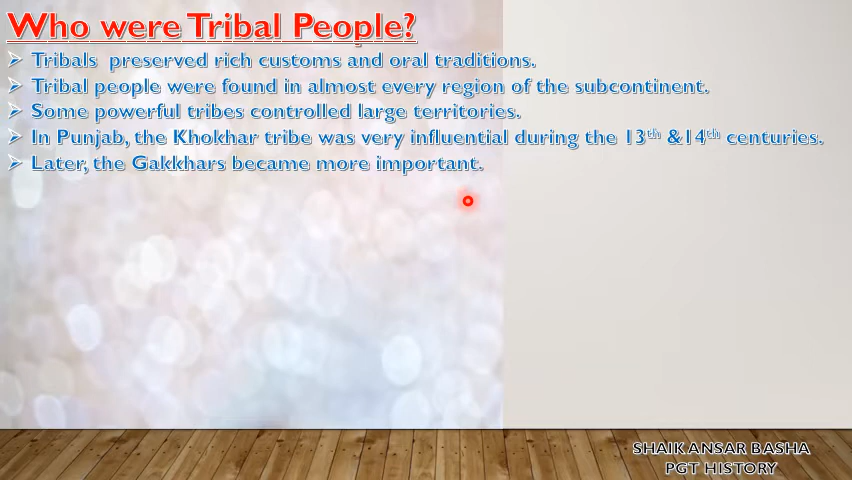 Who were Tribal People?
➢ Tribals preserved rich customs and oral traditions.
➢ Tribal people were found in almost every region of the subcontinent.
➢ Some powerful tribes controlled large territories.
➢ In Punjab, the Khokhar tribe was very influential during the 13th &14th centuries.
➢ Later, the Gakkhars became more important.
SHAIK ANSAR BASHA
PGT HISTORY